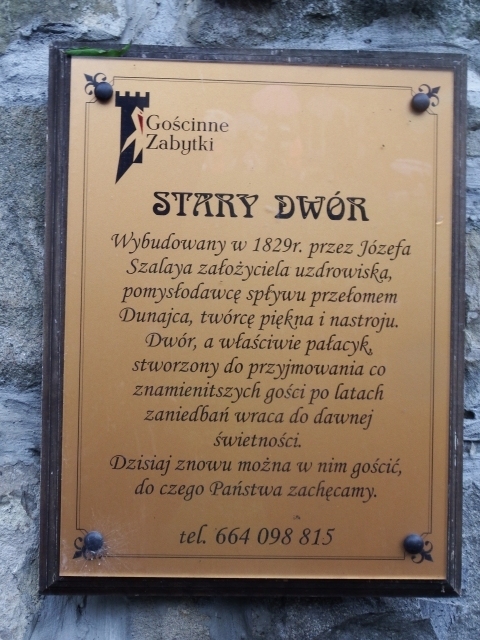 Gościnne
Zabytki
STARY DWÓR
Wybudowany w 1829r. przez Józefa
Szalaya założyciela uzdrowiska,
pomysłodawcę spływu przełomem
Dunajca, twórcę piękna i nastroju.
Dwór, a właściwie pałacyk,
stworzony do przyjmowania co
znamienitszych gości po latach
zaniedbań wraca do dawnej
świetności.
Dzisiaj znowu można w nim gościć,
do czego Państwa zachęcamy.
tel. 664 098 815